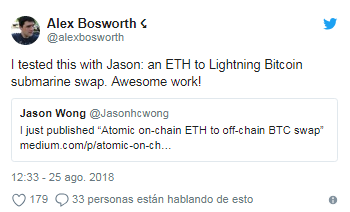 Alex Bosworth
@alexbosworth
I tested this with Jason: an ETH to Lightning Bitcoin
submarine swap. Awesome work!
Jason Wong @Jasonhcwong
I just published “Atomic on-chain ETH to off-chain BTC swap”
medium.com/p/atomic-on-ch…
12:33 - 25 ago. 2018
179 33 personas están hablando de esto